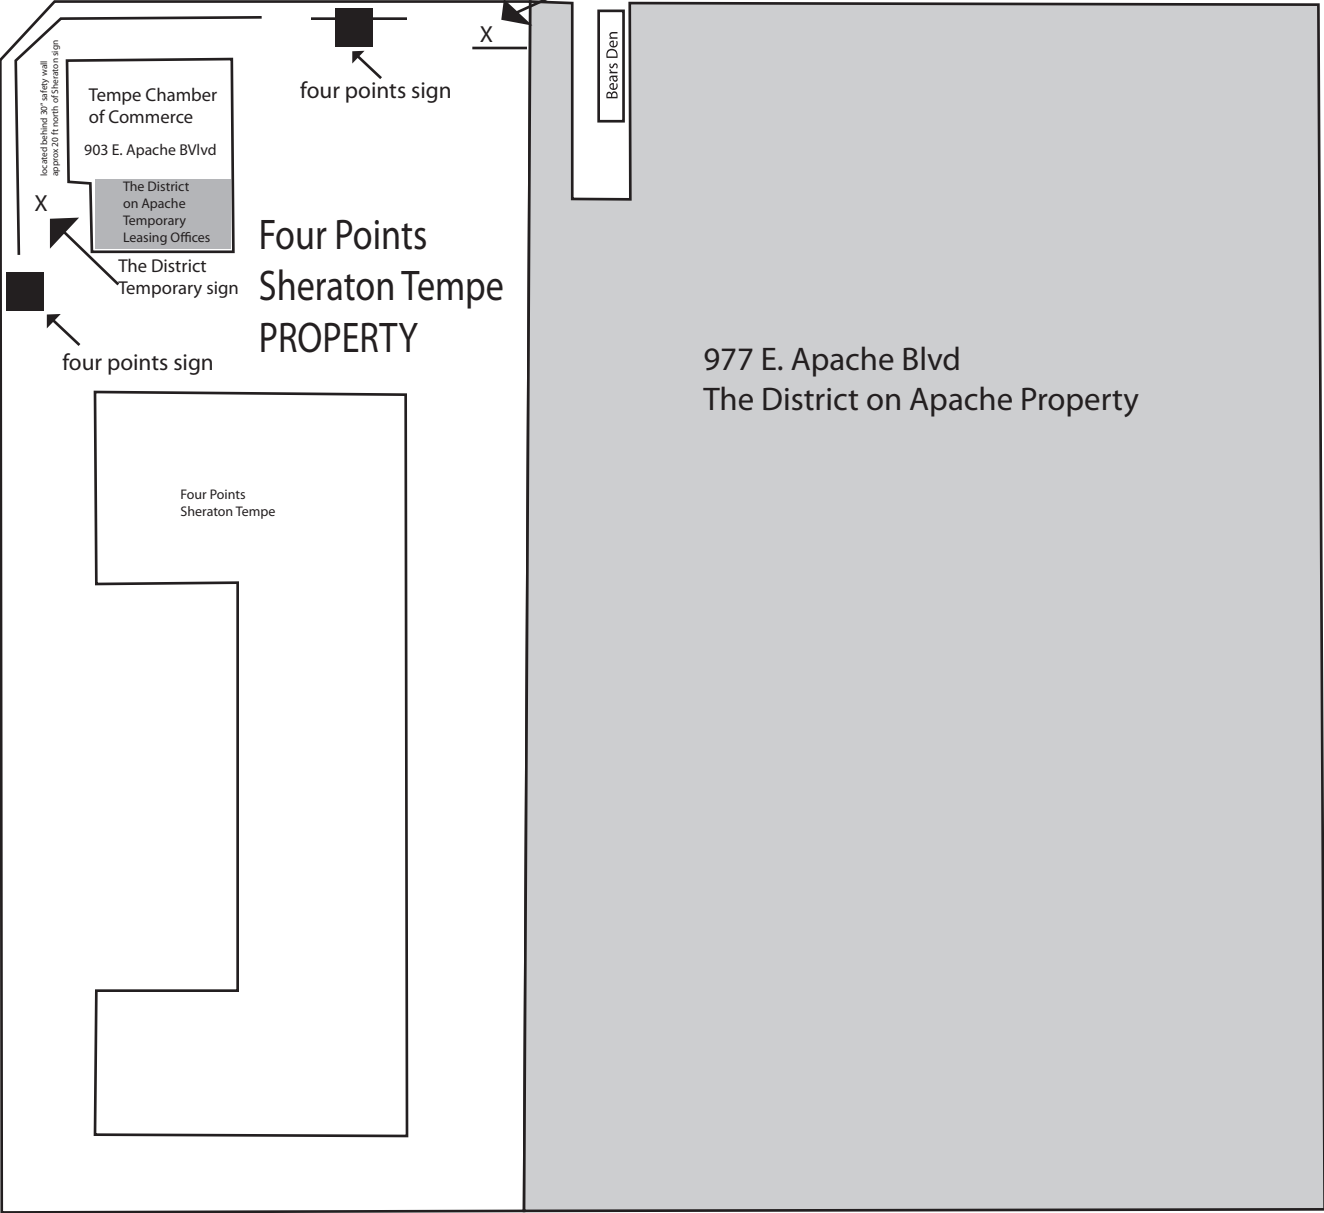 X
four points sign
Bears Den
located behind 30" safety wall
approx 20 ft north of Sheraton sign
Tempe Chamber
of Commerce
903 E. Apache BVlvd
The District
on Apache
Temporary
Leasing Offices
X
The District
Temporary sign
four points sign
Four Points
Sheraton Tempe
PROPERTY
977 E. Apache Blvd
The District on Apache Property
Four Points
Sheraton Tempe